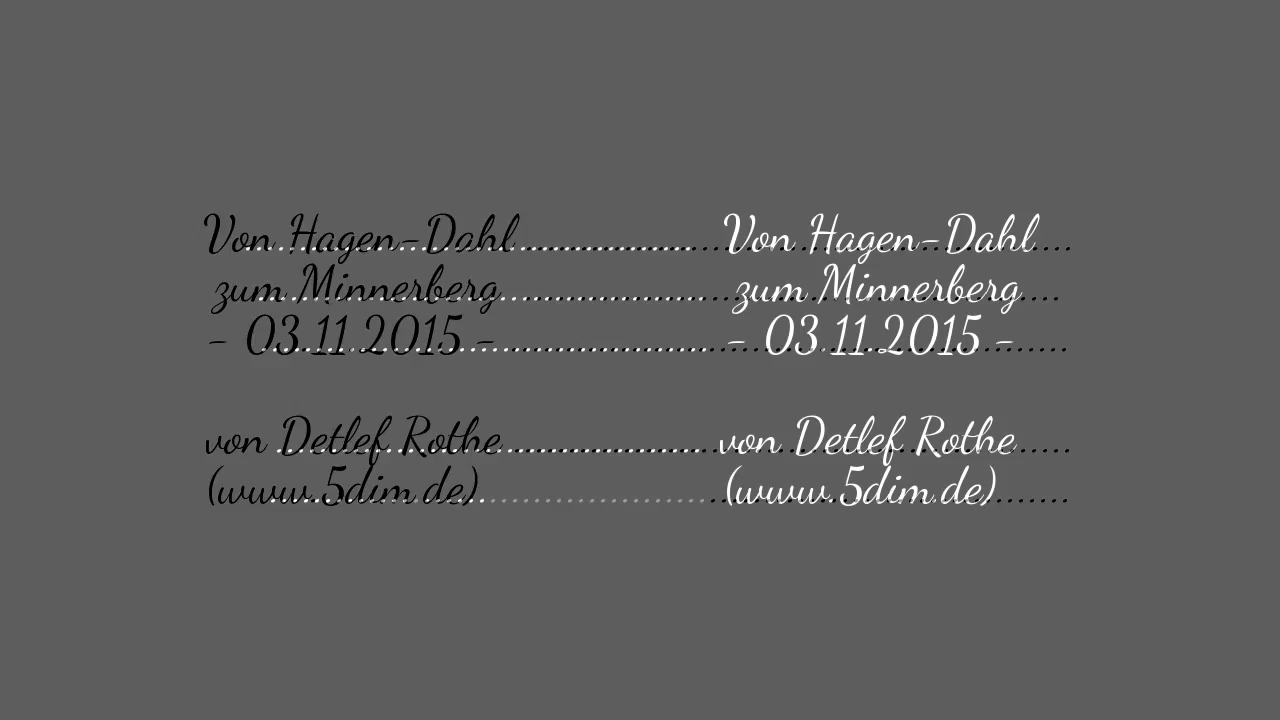 Von Hagen-Dahl Von Hagen-Dahl
zum Minnerberg zum Minnerberg
- 03.11.2015 - - 03.11.2015 -
von Detlef Rothe von Detlef Rothe
(www.5dim.de) (www.5dim.de)